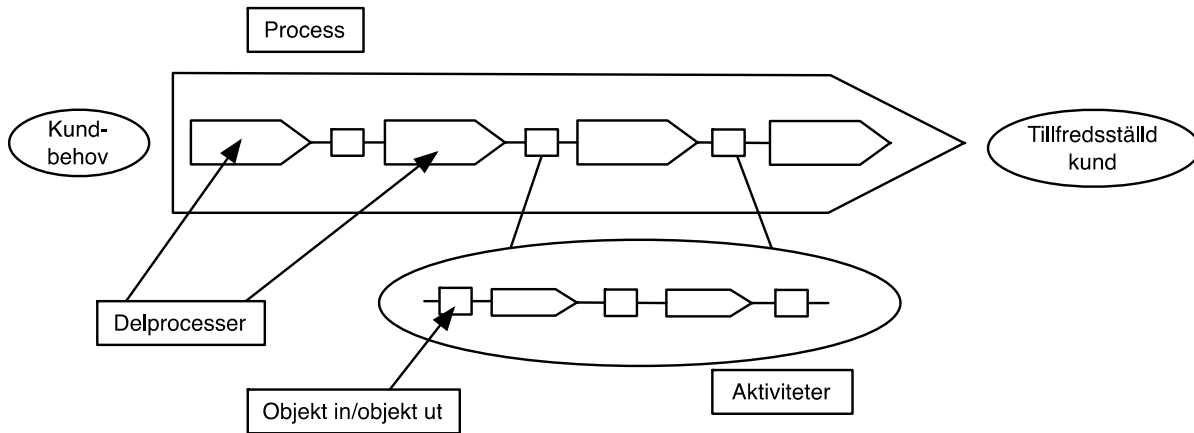 Process
Kund-
behov
Tillfredsställd
kund
Delprocesser
Objekt in/objekt ut
Aktiviteter